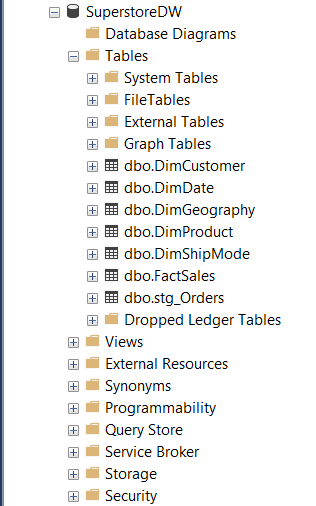 SuperstoreDW
Database Diagrams
Tables
System Tables
FileTables
External Tables
Graph Tables
dbo.DimCustomer
dbo.DimDate
dbo.DimGeography
dbo.DimProduct
dbo.DimShipMode
dbo.FactSales
dbo.stg_Orders
Dropped Ledger Tables
Views
External Resources
Synonyms
Programmability
Query Store
Service Broker
Storage
Security